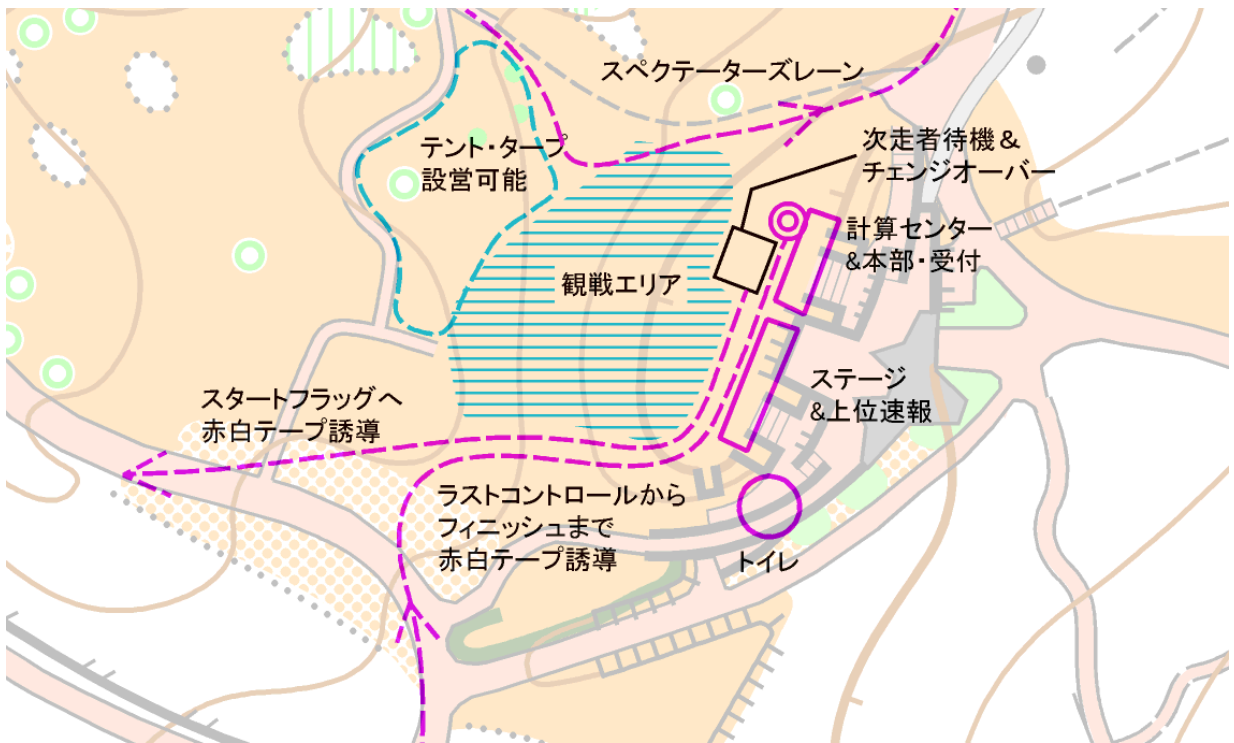 スペクテーターズレーン
テント・タープ
設営可能
次走者待機＆
チェンジオーバー
計算センター
&本部・受付
観戦エリア
ステージ
&上位速報
スタートフラッグへ
赤白テープ誘導
ラストコントロールから
フィニッシュまで
赤白テープ誘導
トイレ